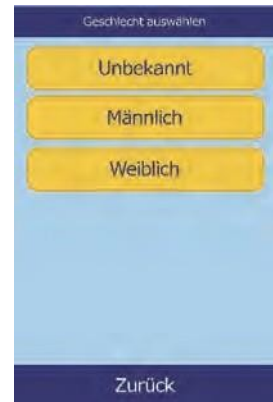 Geschlecht auswählen
Unbekannt
Männlich
Weiblich
Zurück